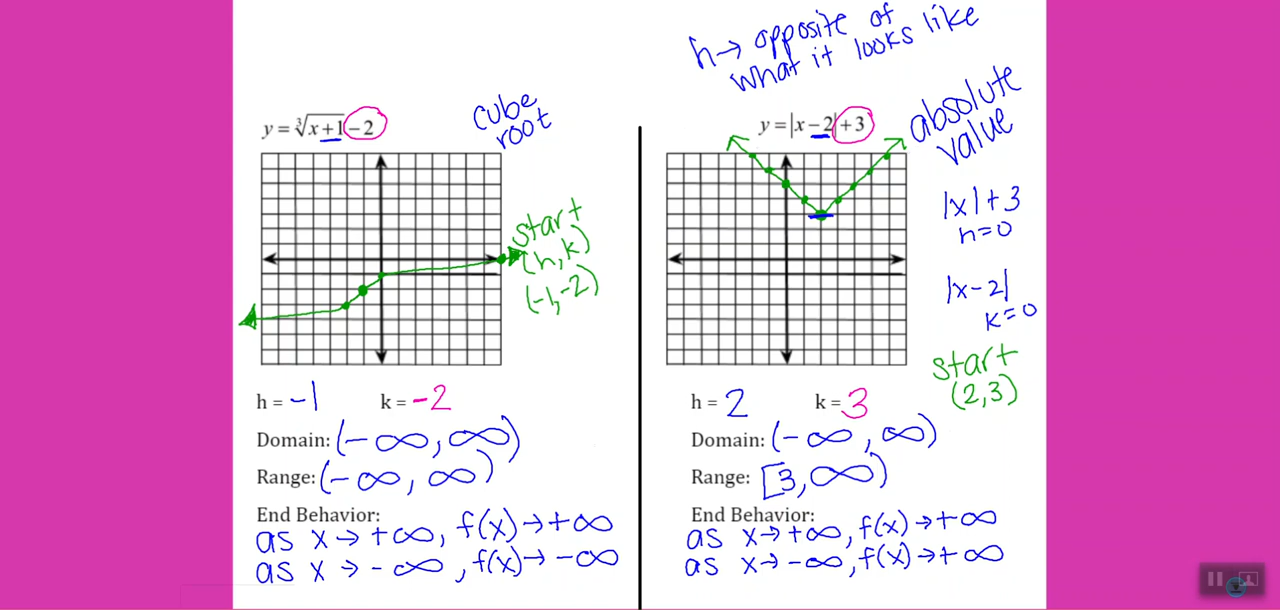 h → opposite of
what it looks like
y = ∛(x+1) − 2
cube
root
start
(h, k)
(-1, -2)
h = -1 k = -2
Domain: (-∞, ∞)
Range: (-∞, ∞)
End Behavior:
as x → +∞, f(x) → +∞
as x → -∞, f(x) → -∞
y = |x − 2| + 3
absolute
value
|x| + 3
h = 0
|x - 2|
k = 0
start
(2, 3)
h = 2 k = 3
Domain: (-∞, ∞)
Range: [3, ∞)
End Behavior:
as x → +∞, f(x) → +∞
as x → -∞, f(x) → +∞